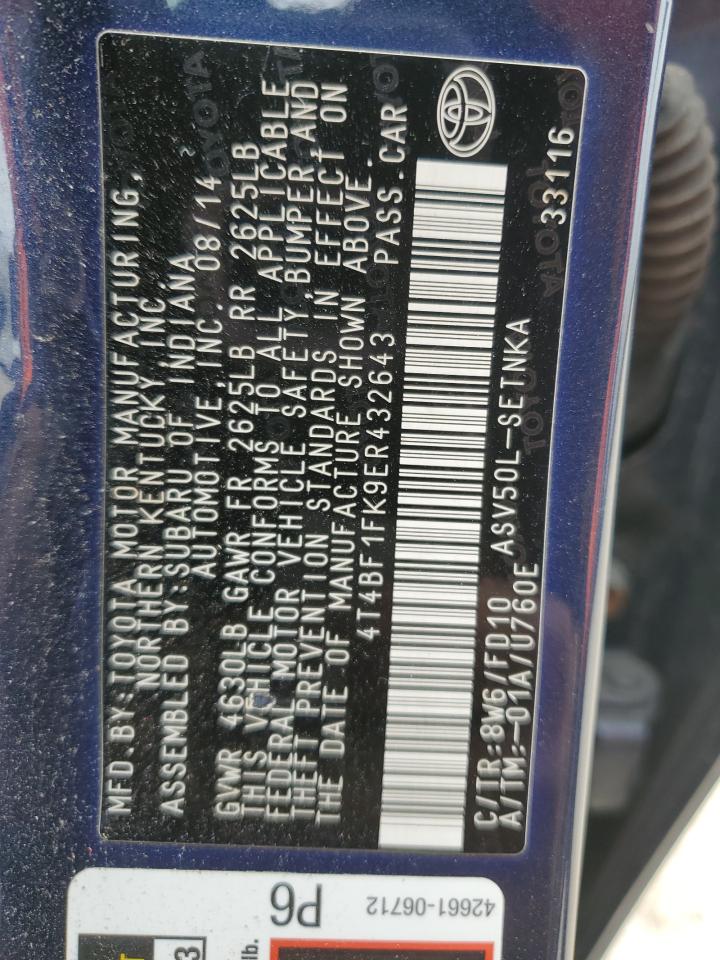 MFD.BY:TOYOTA MOTOR MANUFACTURING,
NORTHERN KENTUCKY INC.
ASSEMBLED BY:SUBARU OF INDIANA
AUTOMOTIVE,INC. 08/14
GVWR 4630LB GAWR FR 2625LB RR 2625LB
THIS VEHICLE CONFORMS TO ALL APPLICABLE
FEDERAL MOTOR VEHICLE SAFETY,BUMPER,AND
THEFT PREVENTION STANDARDS IN EFFECT ON
THE DATE OF MANUFACTURE SHOWN ABOVE.
4T4BF1FK9ER432643 PASS.CAR
C/TR:8W6/FD10 ASV50L-SETNKA
A/TM:-01A/U760E 33116
P6
42661-06712
lb.
3